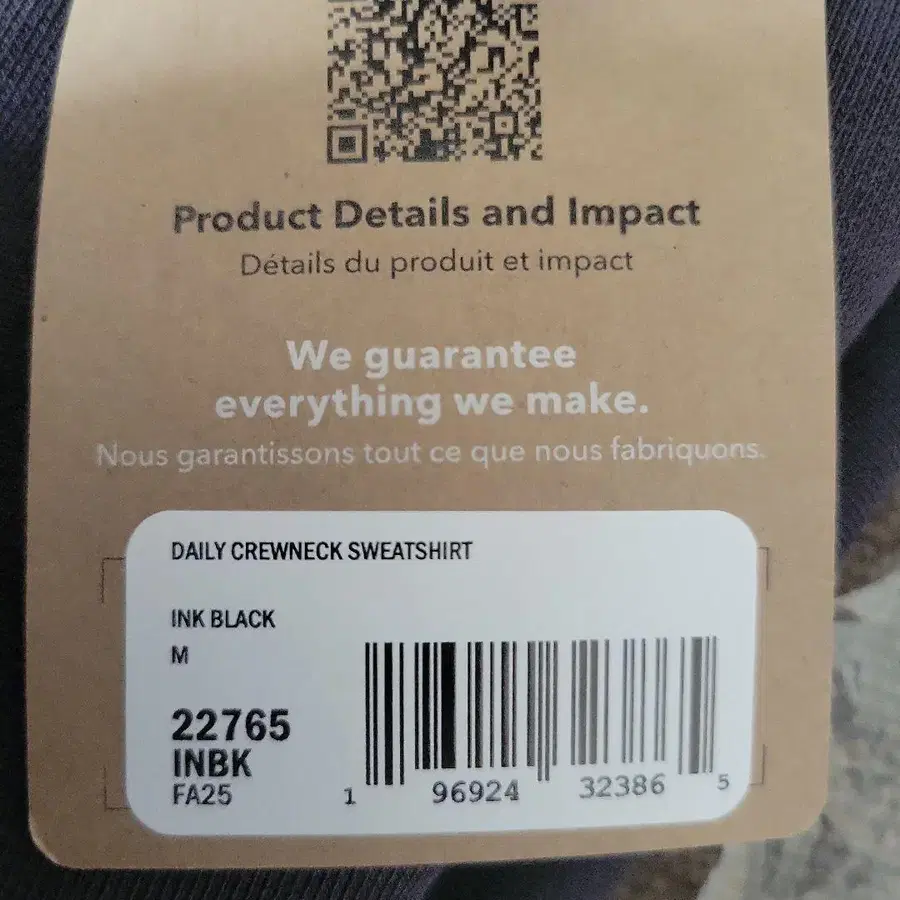 Product Details and Impact
Détails du produit et impact
We guarantee
everything we make.
Nous garantissons tout ce que nous fabriquons.
DAILY CREWNECK SWEATSHIRT
INK BLACK
M
22765
INBK
FA25
1 96924 32386 5